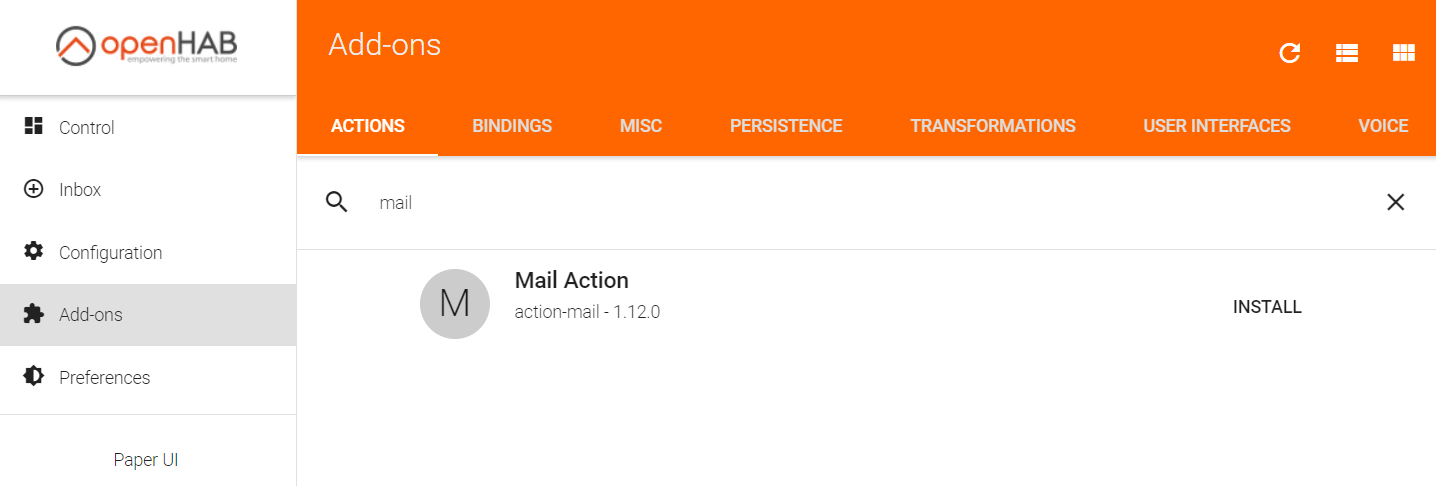 openHAB
empowering the smart home
Control
Inbox
Configuration
Add-ons
Preferences
Paper UI
Add-ons
ACTIONS BINDINGS MISC PERSISTENCE TRANSFORMATIONS USER INTERFACES VOICE
mail
M
Mail Action
action-mail - 1.12.0
INSTALL